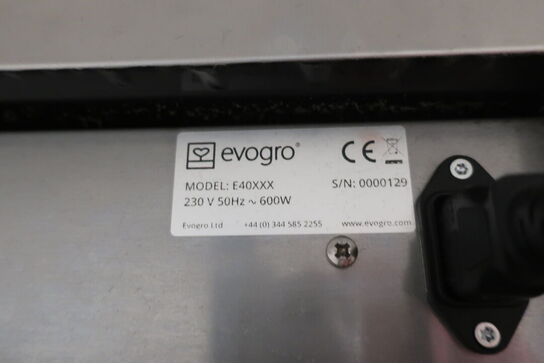 evogro®
CE
MODEL: E40XXX S/N: 0000129
230 V 50Hz ~ 600W
Evogro Ltd +44 (0) 344 585 2255 www.evogro.com